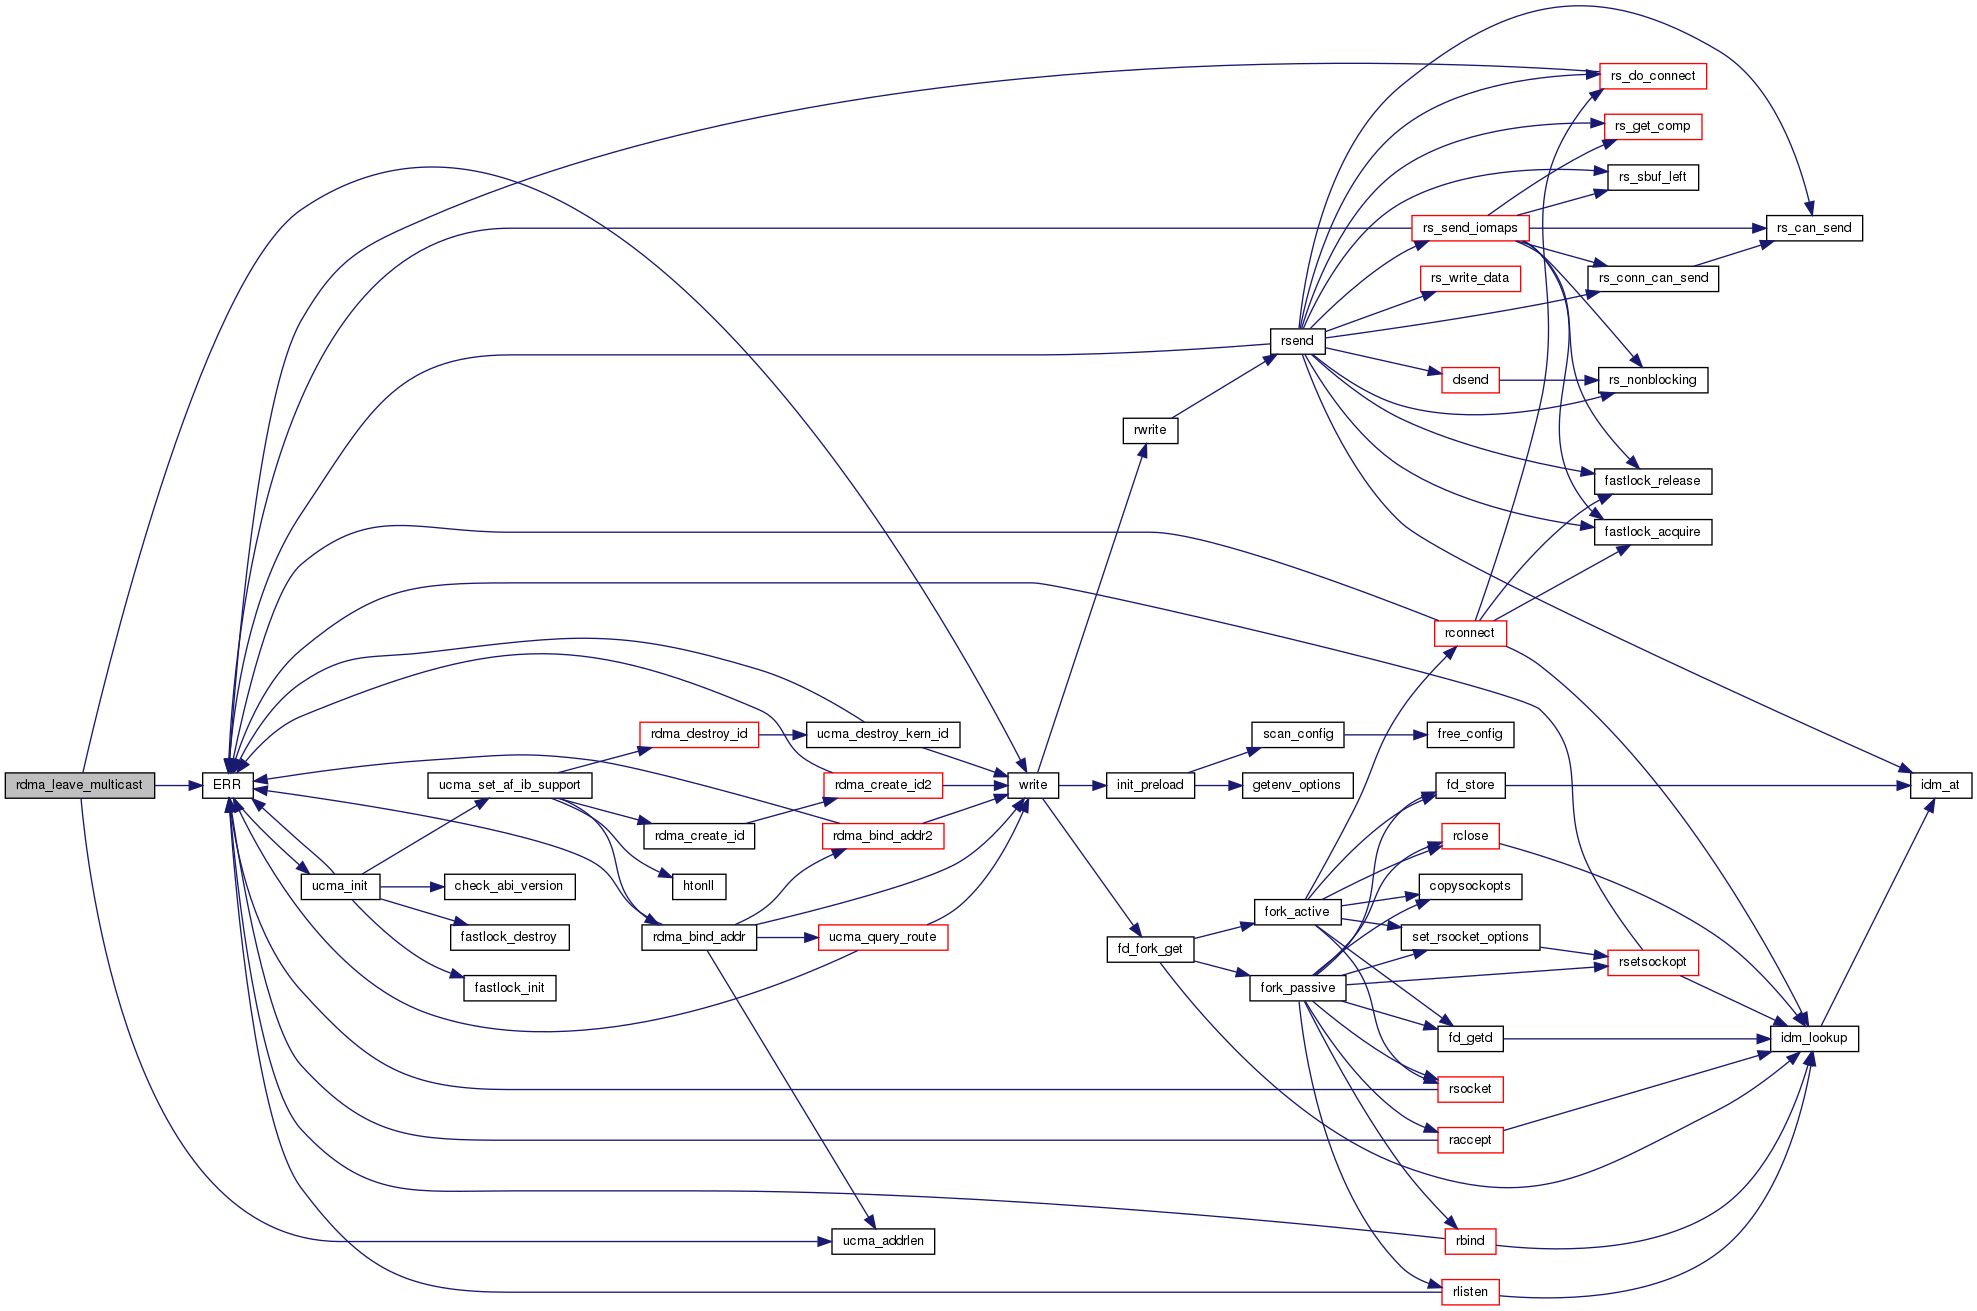 rs_do_connect
rs_get_comp
rs_sbuf_left
rs_send_iomaps
rs_can_send
rs_write_data
rs_conn_can_send
rsend
dsend
rs_nonblocking
rwrite
fastlock_release
fastlock_acquire
rconnect
rdma_destroy_id
ucma_destroy_kern_id
scan_config
free_config
rdma_leave_multicast
ERR
ucma_set_af_ib_support
rdma_create_id2
write
init_preload
getenv_options
fd_store
idm_at
rdma_create_id
rdma_bind_addr2
rclose
ucma_init
check_abi_version
htonll
copysockopts
fork_active
fastlock_destroy
rdma_bind_addr
ucma_query_route
fd_fork_get
set_rsocket_options
rsetsockopt
fastlock_init
fork_passive
fd_getd
idm_lookup
rsocket
raccept
ucma_addrlen
rbind
rlisten